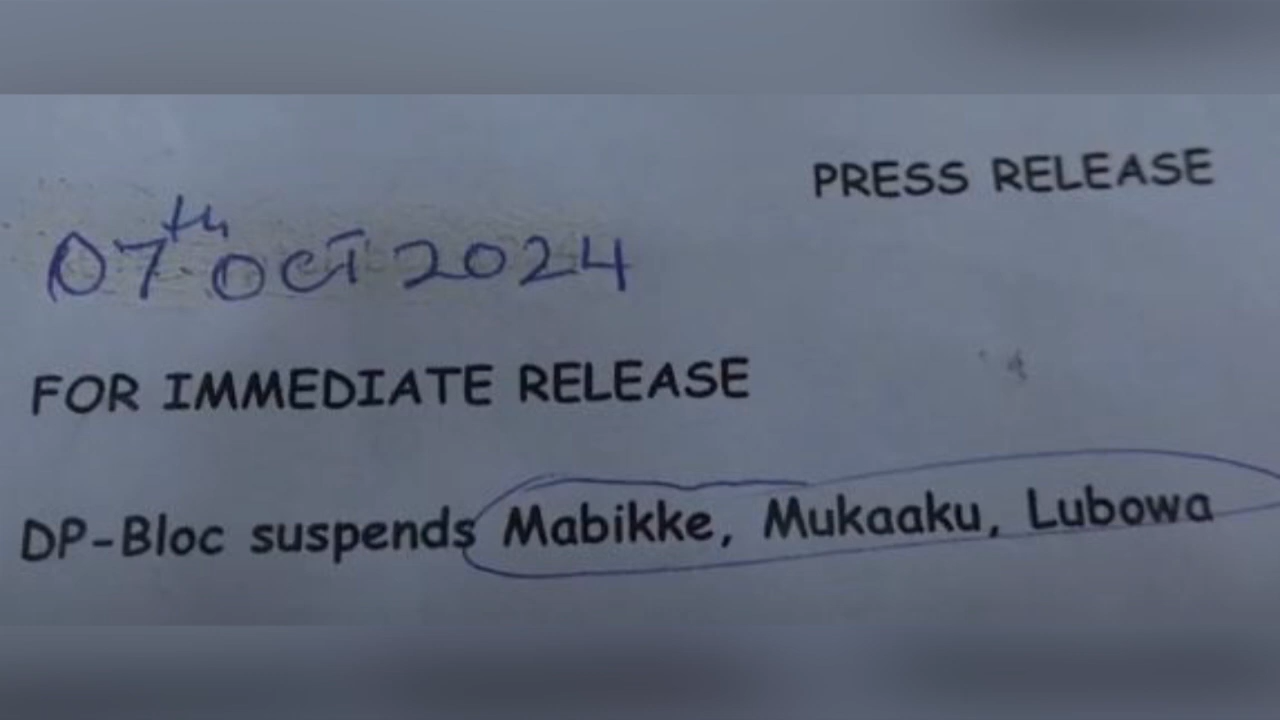 PRESS RELEASE
07th OCT 2024
FOR IMMEDIATE RELEASE
DP-Bloc suspends Mabikke, Mukaaku, Lubowa